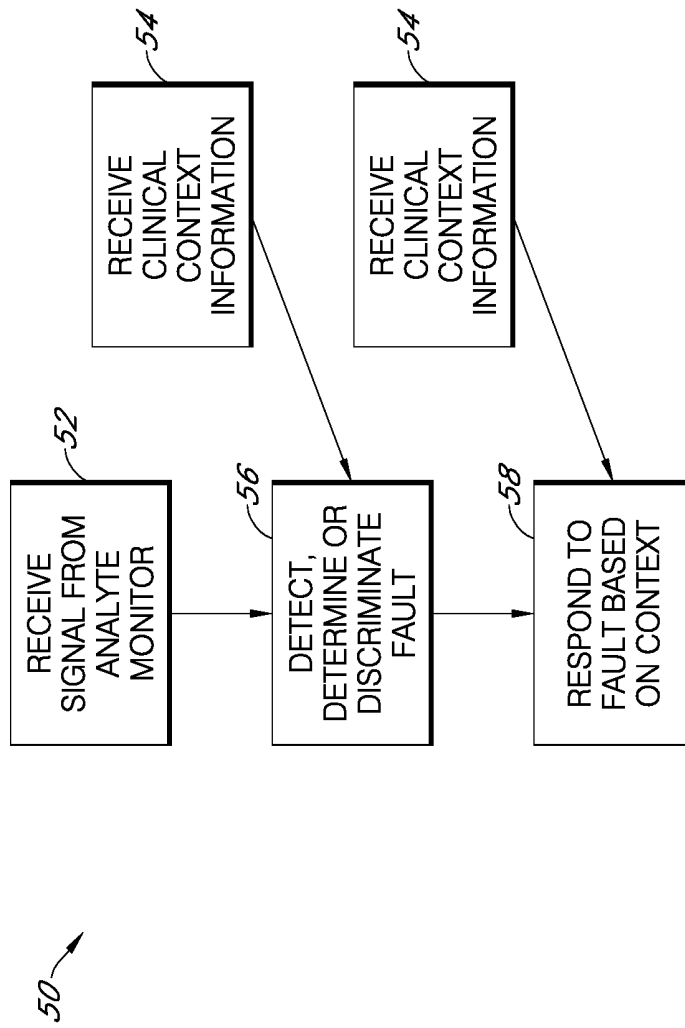 50
52
RECEIVE
SIGNAL FROM
ANALYTE
MONITOR
54
RECEIVE
CLINICAL
CONTEXT
INFORMATION
56
DETECT,
DETERMINE OR
DISCRIMINATE
FAULT
54
RECEIVE
CLINICAL
CONTEXT
INFORMATION
58
RESPOND TO
FAULT BASED
ON CONTEXT